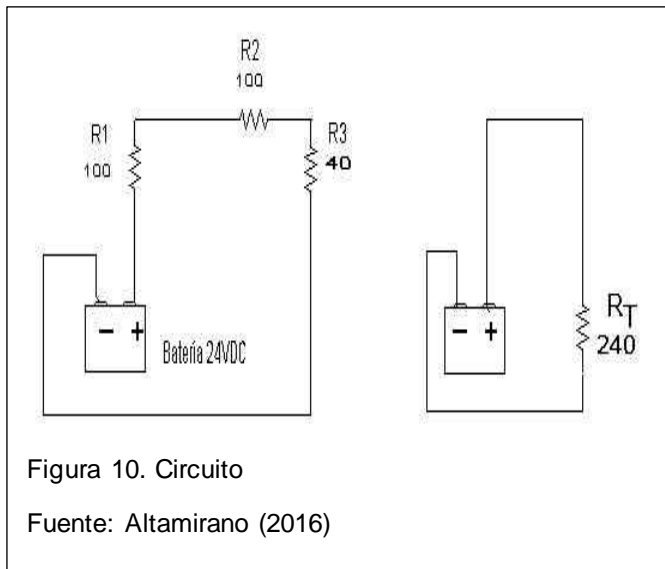 R2
100
R1
100
R3
40
- +
Batería 24VDC
- +
RT
240
Figura 10. Circuito
Fuente: Altamirano (2016)